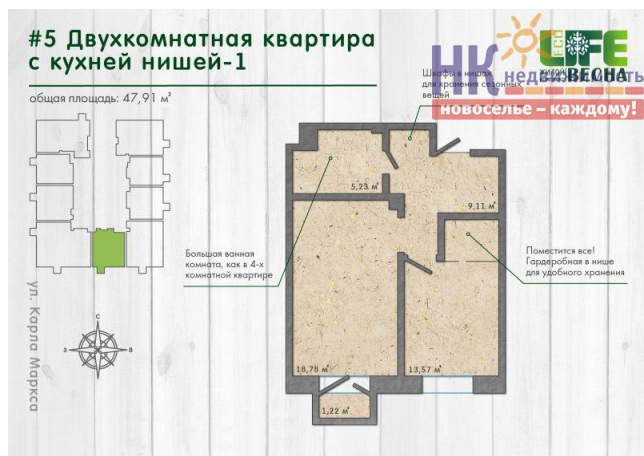 #5 Двухкомнатная квартира
с кухней нишей-1
общая площадь: 47,91 м²
НК
недвижимость
новоселье – каждому!
LIFE
ВЕСНА
Шкафы в нишах
для хранения сезонных
вещей
5,23 м²
9,11 м²
Большая ванная
комната, как в 4-х
комнатной квартире
Поместится все!
Гардеробная в нише
для удобного хранения
18,78 м²
13,57 м²
1,22 м²
ул. Карла Маркса
С
З
В